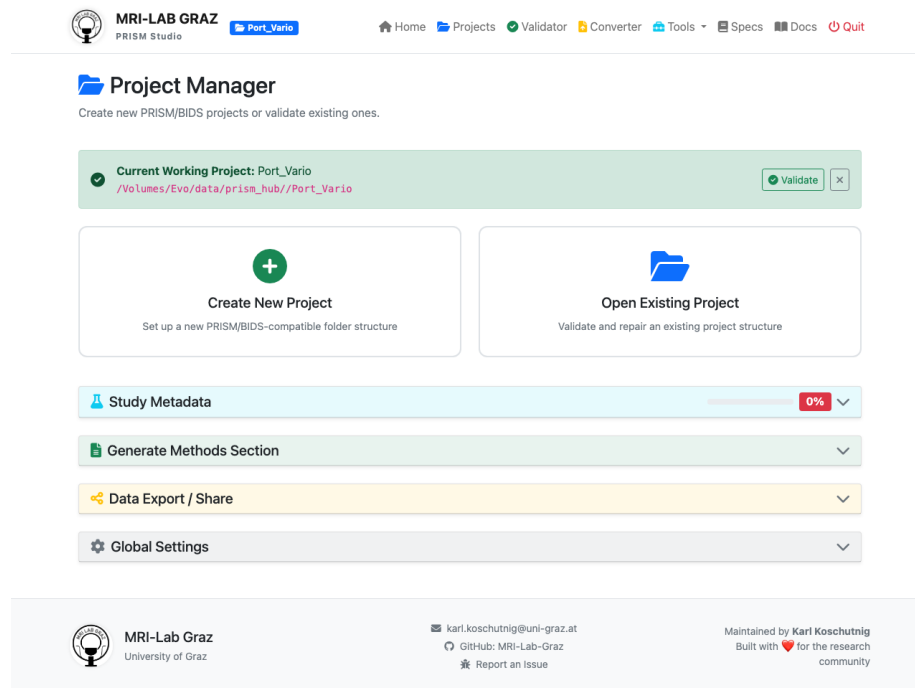 MRI-LAB GRAZ
PRISM Studio
Port_Vario
Home
Projects
Validator
Converter
Tools
Specs
Docs
Quit
Project Manager
Create new PRISM/BIDS projects or validate existing ones.
Current Working Project: Port_Vario
/Volumes/Evo/data/prism_hub//Port_Vario
Validate
Create New Project
Set up a new PRISM/BIDS-compatible folder structure
Open Existing Project
Validate and repair an existing project structure
Study Metadata
0%
Generate Methods Section
Data Export / Share
Global Settings
MRI LAB GRAZ
MRI-Lab Graz
University of Graz
karl.koschutnig@uni-graz.at
GitHub: MRI-Lab-Graz
Report an Issue
Maintained by Karl Koschutnig
Built with ❤️ for the research
community